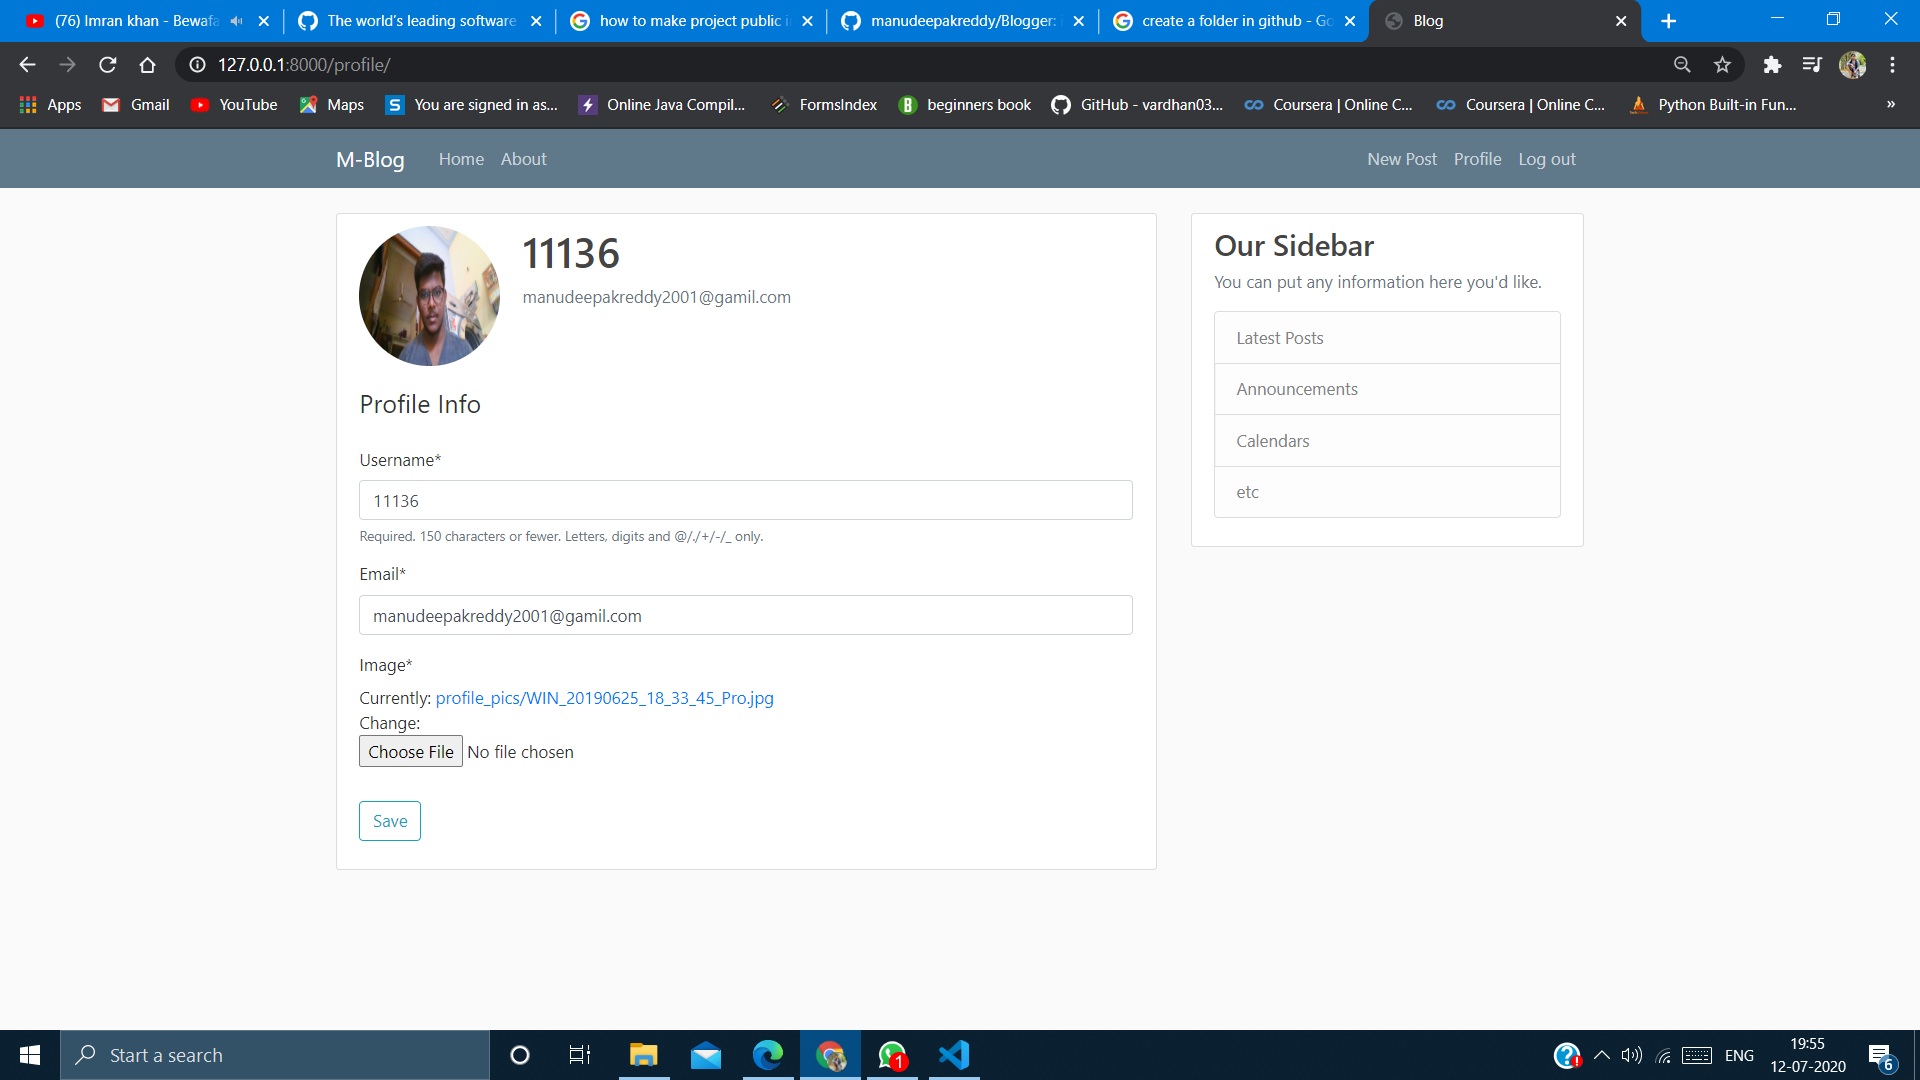 (76) Imran khan - Bewafa
The world's leading software
how to make project public i
manudeepakreddy/Blogger:
create a folder in github - Go
Blog
127.0.0.1:8000/profile/
Apps
Gmail
YouTube
Maps
S
You are signed in as...
Online Java Compil...
FormsIndex
B
beginners book
GitHub - vardhan03...
Coursera | Online C...
Coursera | Online C...
Python Built-in Fun...
»
M-Blog
Home
About
New Post
Profile
Log out
11136
manudeepakreddy2001@gamil.com
Profile Info
Username*
11136
Required. 150 characters or fewer. Letters, digits and @/./+/-/_ only.
Email*
manudeepakreddy2001@gamil.com
Image*
Currently: profile_pics/WIN_20190625_18_33_45_Pro.jpg
Change:
Choose File No file chosen
Save
Our Sidebar
You can put any information here you'd like.
Latest Posts
Announcements
Calendars
etc
Start a search
1
ENG
19:55
12-07-2020
6